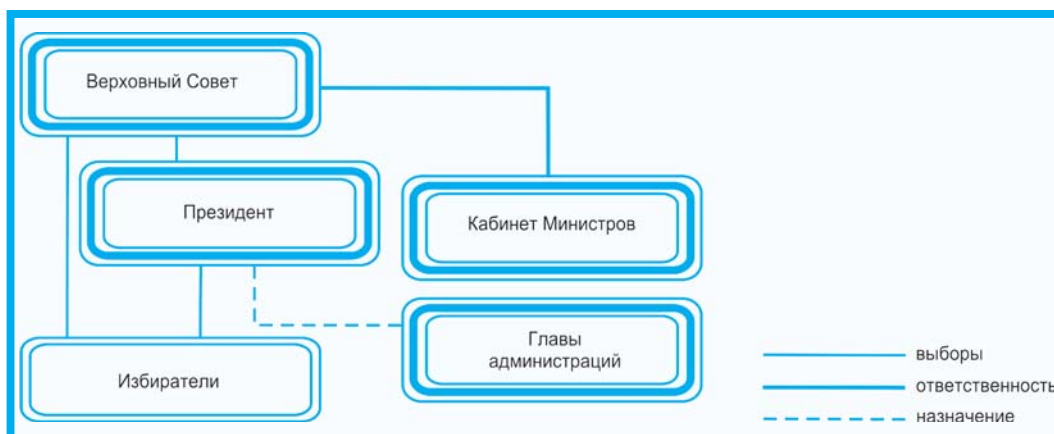 Верховный Совет
Президент
Кабинет Министров
Главы
администраций
Избиратели
выборы
ответственность
назначение